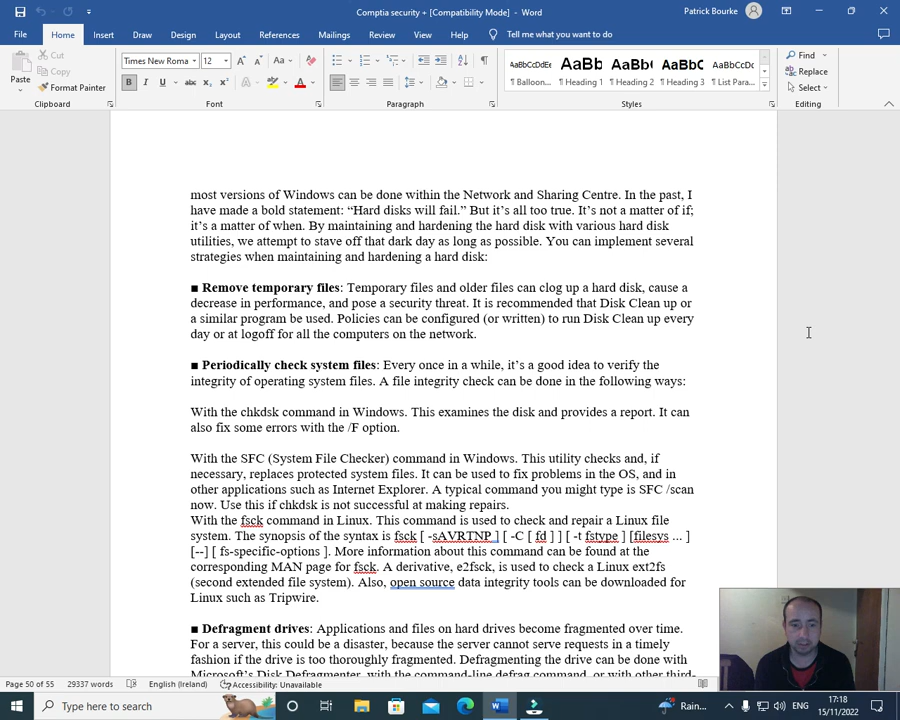 Comptia security + [Compatibility Mode] - Word
Patrick Bourke
File
Home
Insert
Draw
Design
Layout
References
Mailings
Review
View
Help
Tell me what you want to do
Paste
Cut
Copy
Format Painter
Clipboard
Times New Roma
12
Font
Paragraph
AaBbCcDc
¶ Balloon...
AaBb
¶ Heading 1
AaBb(
¶ Heading 2
AaBb(
¶ Heading 3
AaBbCcDc
¶ List Para...
Styles
Find
Replace
Select
Editing
most versions of Windows can be done within the Network and Sharing Centre. In the past, I
have made a bold statement: “Hard disks will fail.” But it’s all too true. It’s not a matter of if;
it’s a matter of when. By maintaining and hardening the hard disk with various hard disk
utilities, we attempt to stave off that dark day as long as possible. You can implement several
strategies when maintaining and hardening a hard disk:
■ Remove temporary files: Temporary files and older files can clog up a hard disk, cause a
decrease in performance, and pose a security threat. It is recommended that Disk Clean up or
a similar program be used. Policies can be configured (or written) to run Disk Clean up every
day or at logoff for all the computers on the network.
■ Periodically check system files: Every once in a while, it’s a good idea to verify the
integrity of operating system files. A file integrity check can be done in the following ways:
With the chkdsk command in Windows. This examines the disk and provides a report. It can
also fix some errors with the /F option.
With the SFC (System File Checker) command in Windows. This utility checks and, if
necessary, replaces protected system files. It can be used to fix problems in the OS, and in
other applications such as Internet Explorer. A typical command you might type is SFC /scan
now. Use this if chkdsk is not successful at making repairs.
With the fsck command in Linux. This command is used to check and repair a Linux file
system. The synopsis of the syntax is fsck [ -sAVRTNP ] [ -C [ fd ] ] [ -t fstype ] [filesys ... ]
[--] [ fs-specific-options ]. More information about this command can be found at the
corresponding MAN page for fsck. A derivative, e2fsck, is used to check a Linux ext2fs
(second extended file system). Also, open source data integrity tools can be downloaded for
Linux such as Tripwire.
■ Defragment drives: Applications and files on hard drives become fragmented over time.
For a server, this could be a disaster, because the server cannot serve requests in a timely
fashion if the drive is too thoroughly fragmented. Defragmenting the drive can be done with
Microsoft’s Disk Defragmenter, with the command-line defrag command, or with other third-
Page 50 of 55
29337 words
English (Ireland)
Accessibility: Unavailable
Type here to search
Rain...
17:18
15/11/2022